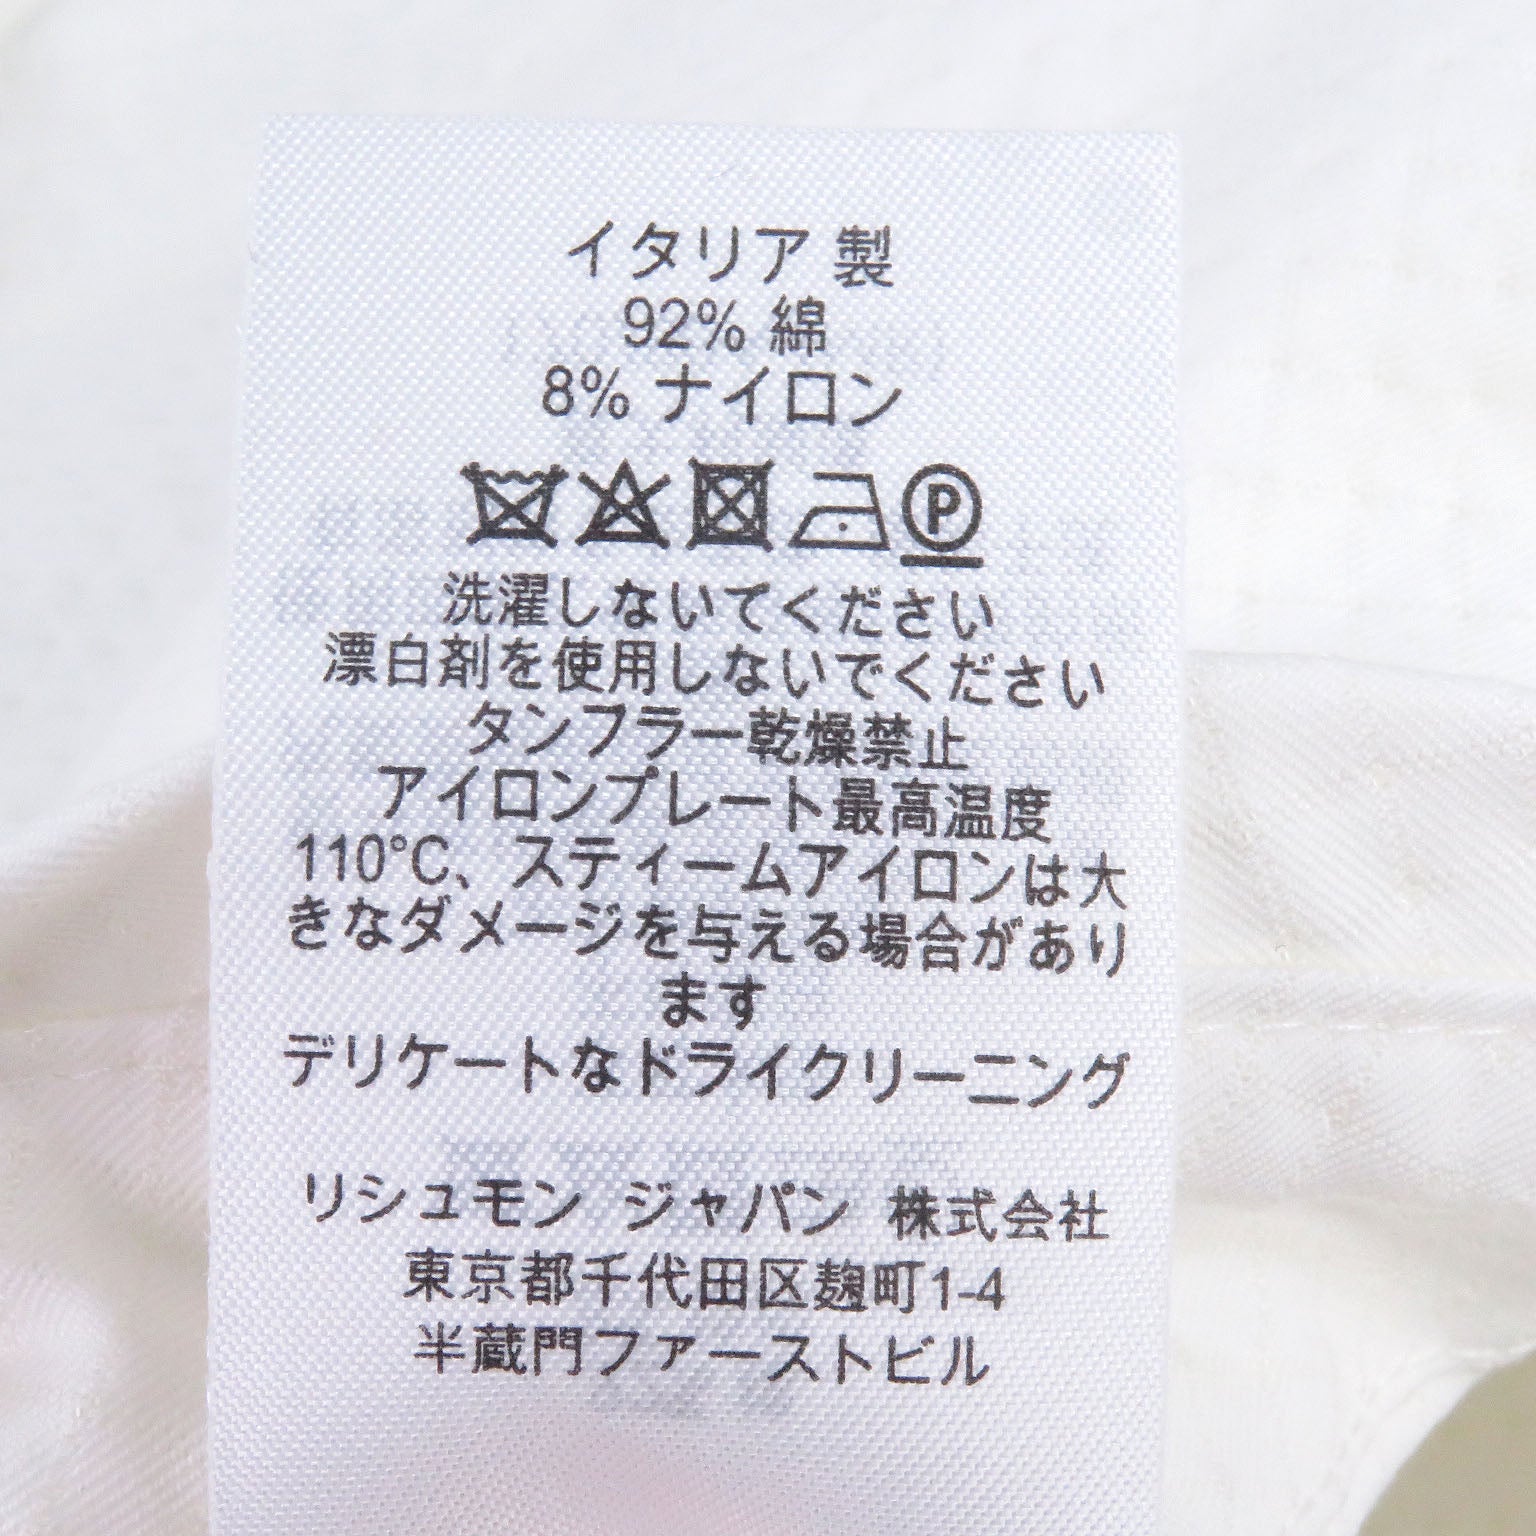 イタリア 製
92% 綿
8% ナイロン
P
洗濯しないてください
漂白剤を使用しないでください
タンフラー乾燥禁止
アイロンプレート最高温度
110°C、スティームアイロンは大
きなダメージを与える場合があり
ます
デリケートなドライクリーニング
リシュモン ジャパン 株式会社
東京都千代田区麹町1-4
半蔵門ファーストビル